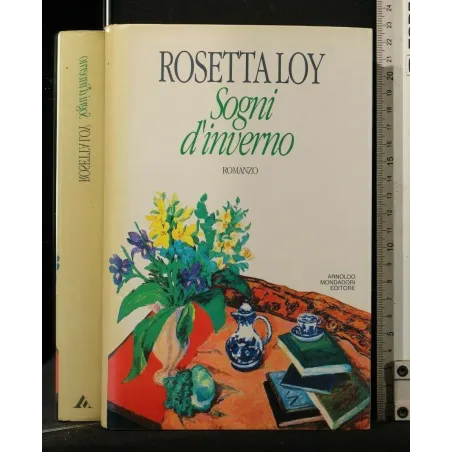 ROSETTA LOY
Sogni
d'inverno
ROMANZO
ARNOLDO
MONDADORI
EDITORE
ROSETTA LOY Sogni d'inverno